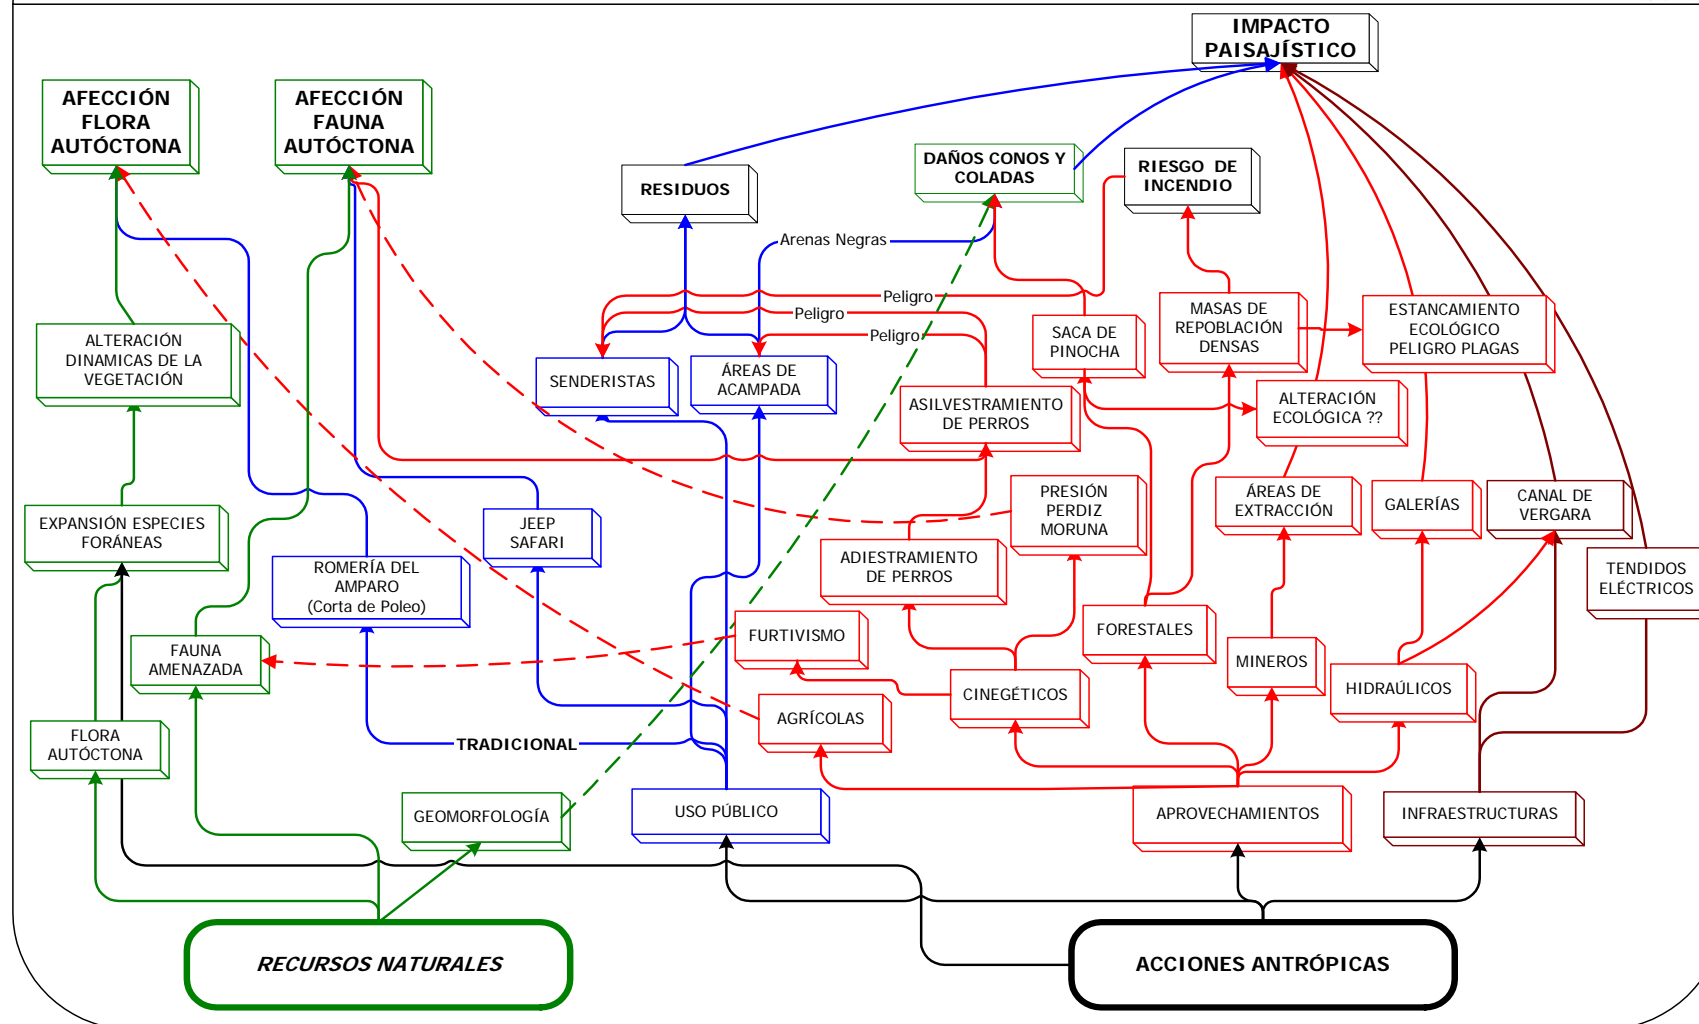 IMPACTO
PAISAJÍSTICO
AFECCIÓN
FLORA
AUTÓCTONA
AFECCIÓN
FAUNA
AUTÓCTONA
RESIDUOS
DAÑOS CONOS Y
COLADAS
RIESGO DE
INCENDIO
Arenas Negras
Peligro
Peligro
Peligro
ALTERACIÓN
DINAMICAS DE LA
VEGETACIÓN
SENDERISTAS
ÁREAS DE
ACAMPADA
SACA DE
PINOCHA
MASAS DE
REPOBLACIÓN
DENSAS
ESTANCAMIENTO
ECOLÓGICO
PELIGRO PLAGAS
ASILVESTRAMIENTO
DE PERROS
ALTERACIÓN
ECOLÓGICA ??
EXPANSIÓN ESPECIES
FORÁNEAS
JEEP
SAFARI
PRESIÓN
PERDIZ
MORUNA
ÁREAS DE
EXTRACCIÓN
GALERÍAS
CANAL DE
VERGARA
ROMERÍA DEL
AMPARO
(Corta de Poleo)
ADIESTRAMIENTO
DE PERROS
TENDIDOS
ELÉCTRICOS
FAUNA
AMENAZADA
FURTIVISMO
FORESTALES
MINEROS
CINEGÉTICOS
HIDRAÚLICOS
FLORA
AUTÓCTONA
AGRÍCOLAS
TRADICIONAL
GEOMORFOLOGÍA
USO PÚBLICO
APROVECHAMIENTOS
INFRAESTRUCTURAS
RECURSOS NATURALES
ACCIONES ANTRÓPICAS